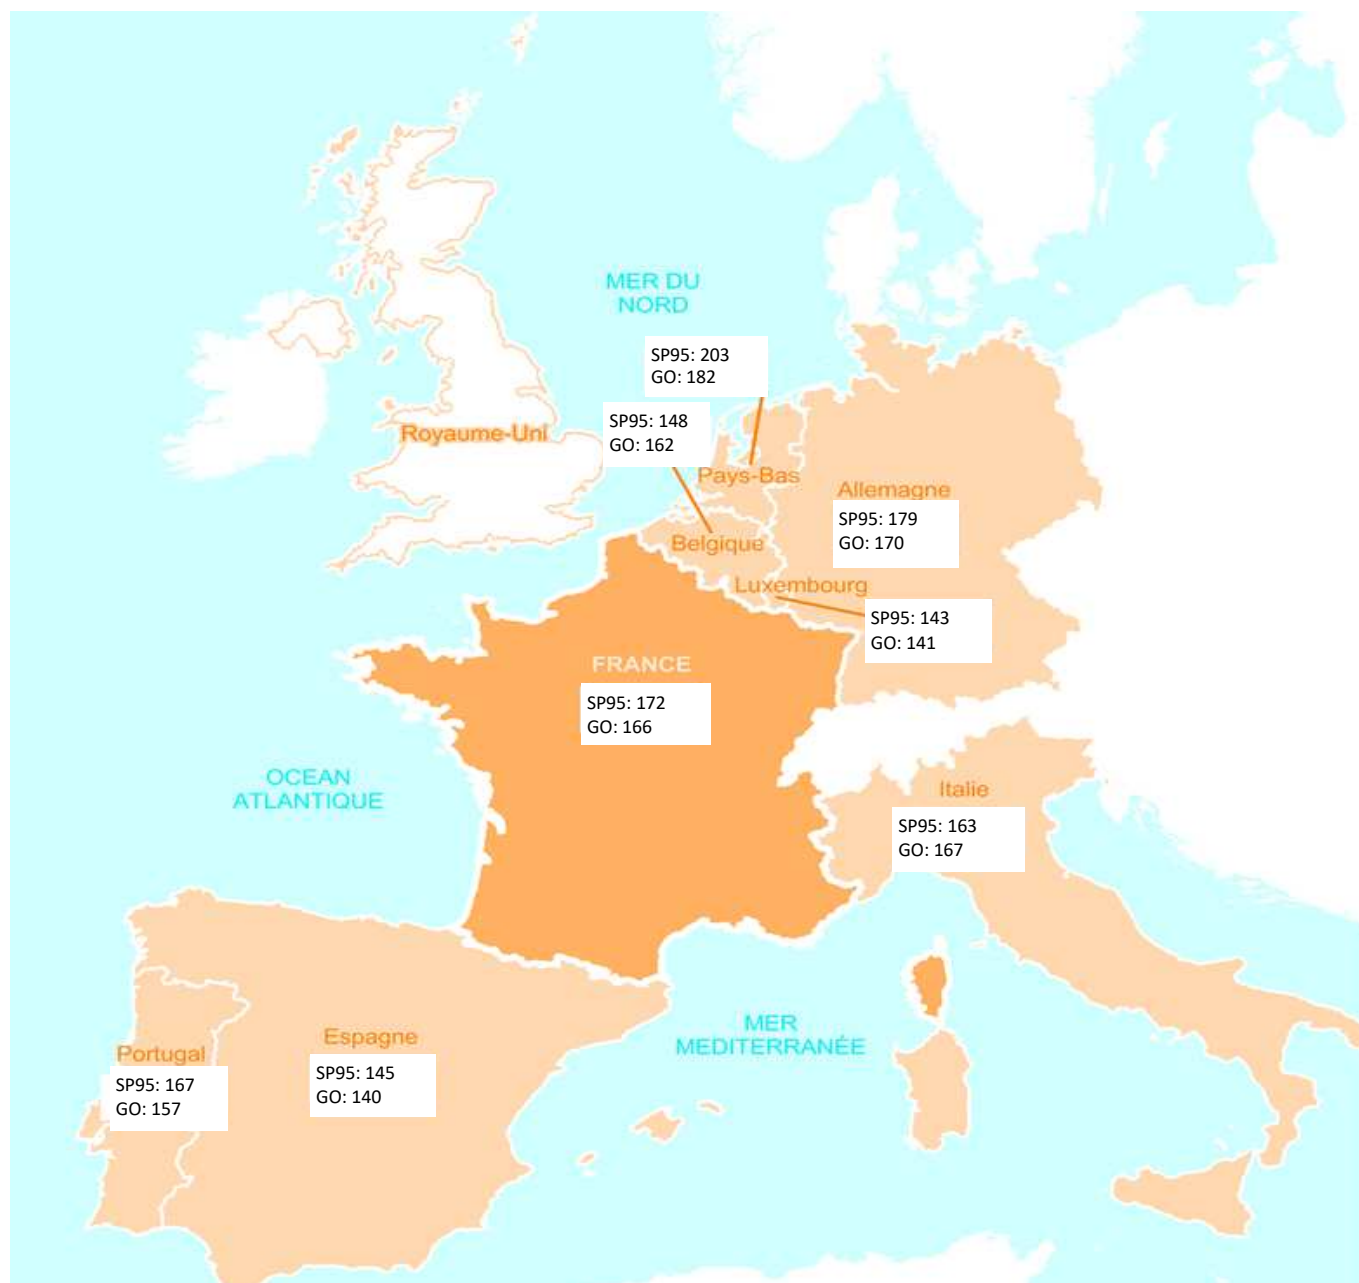 MER DU
NORD
SP95: 203
GO: 182
SP95: 148
GO: 162
Royaume-Uni
Pays-Bas
Allemagne
SP95: 179
GO: 170
Belgique
Luxembourg
SP95: 143
GO: 141
FRANCE
SP95: 172
GO: 166
OCEAN
ATLANTIQUE
Italie
SP95: 163
GO: 167
MER
MEDITERRANÉE
Espagne
SP95: 145
GO: 140
Portugal
SP95: 167
GO: 157